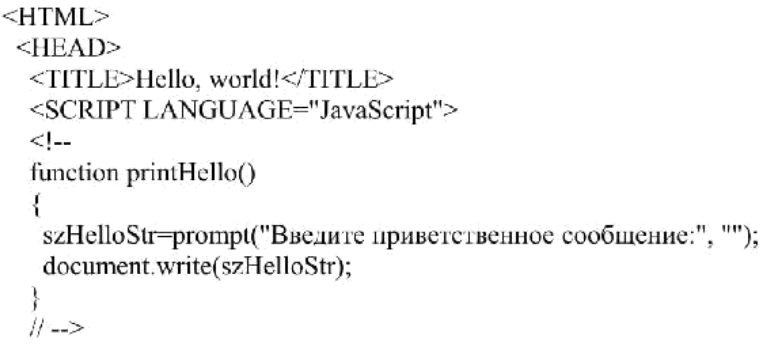 <HTML>
<HEAD>
<TITLE>Hello, world!</TITLE>
<SCRIPT LANGUAGE="JavaScript">
<!--
function printHello()
{
szHelloStr=prompt("Введите приветственное сообщение:", "");
document.write(szHelloStr);
}
// -->